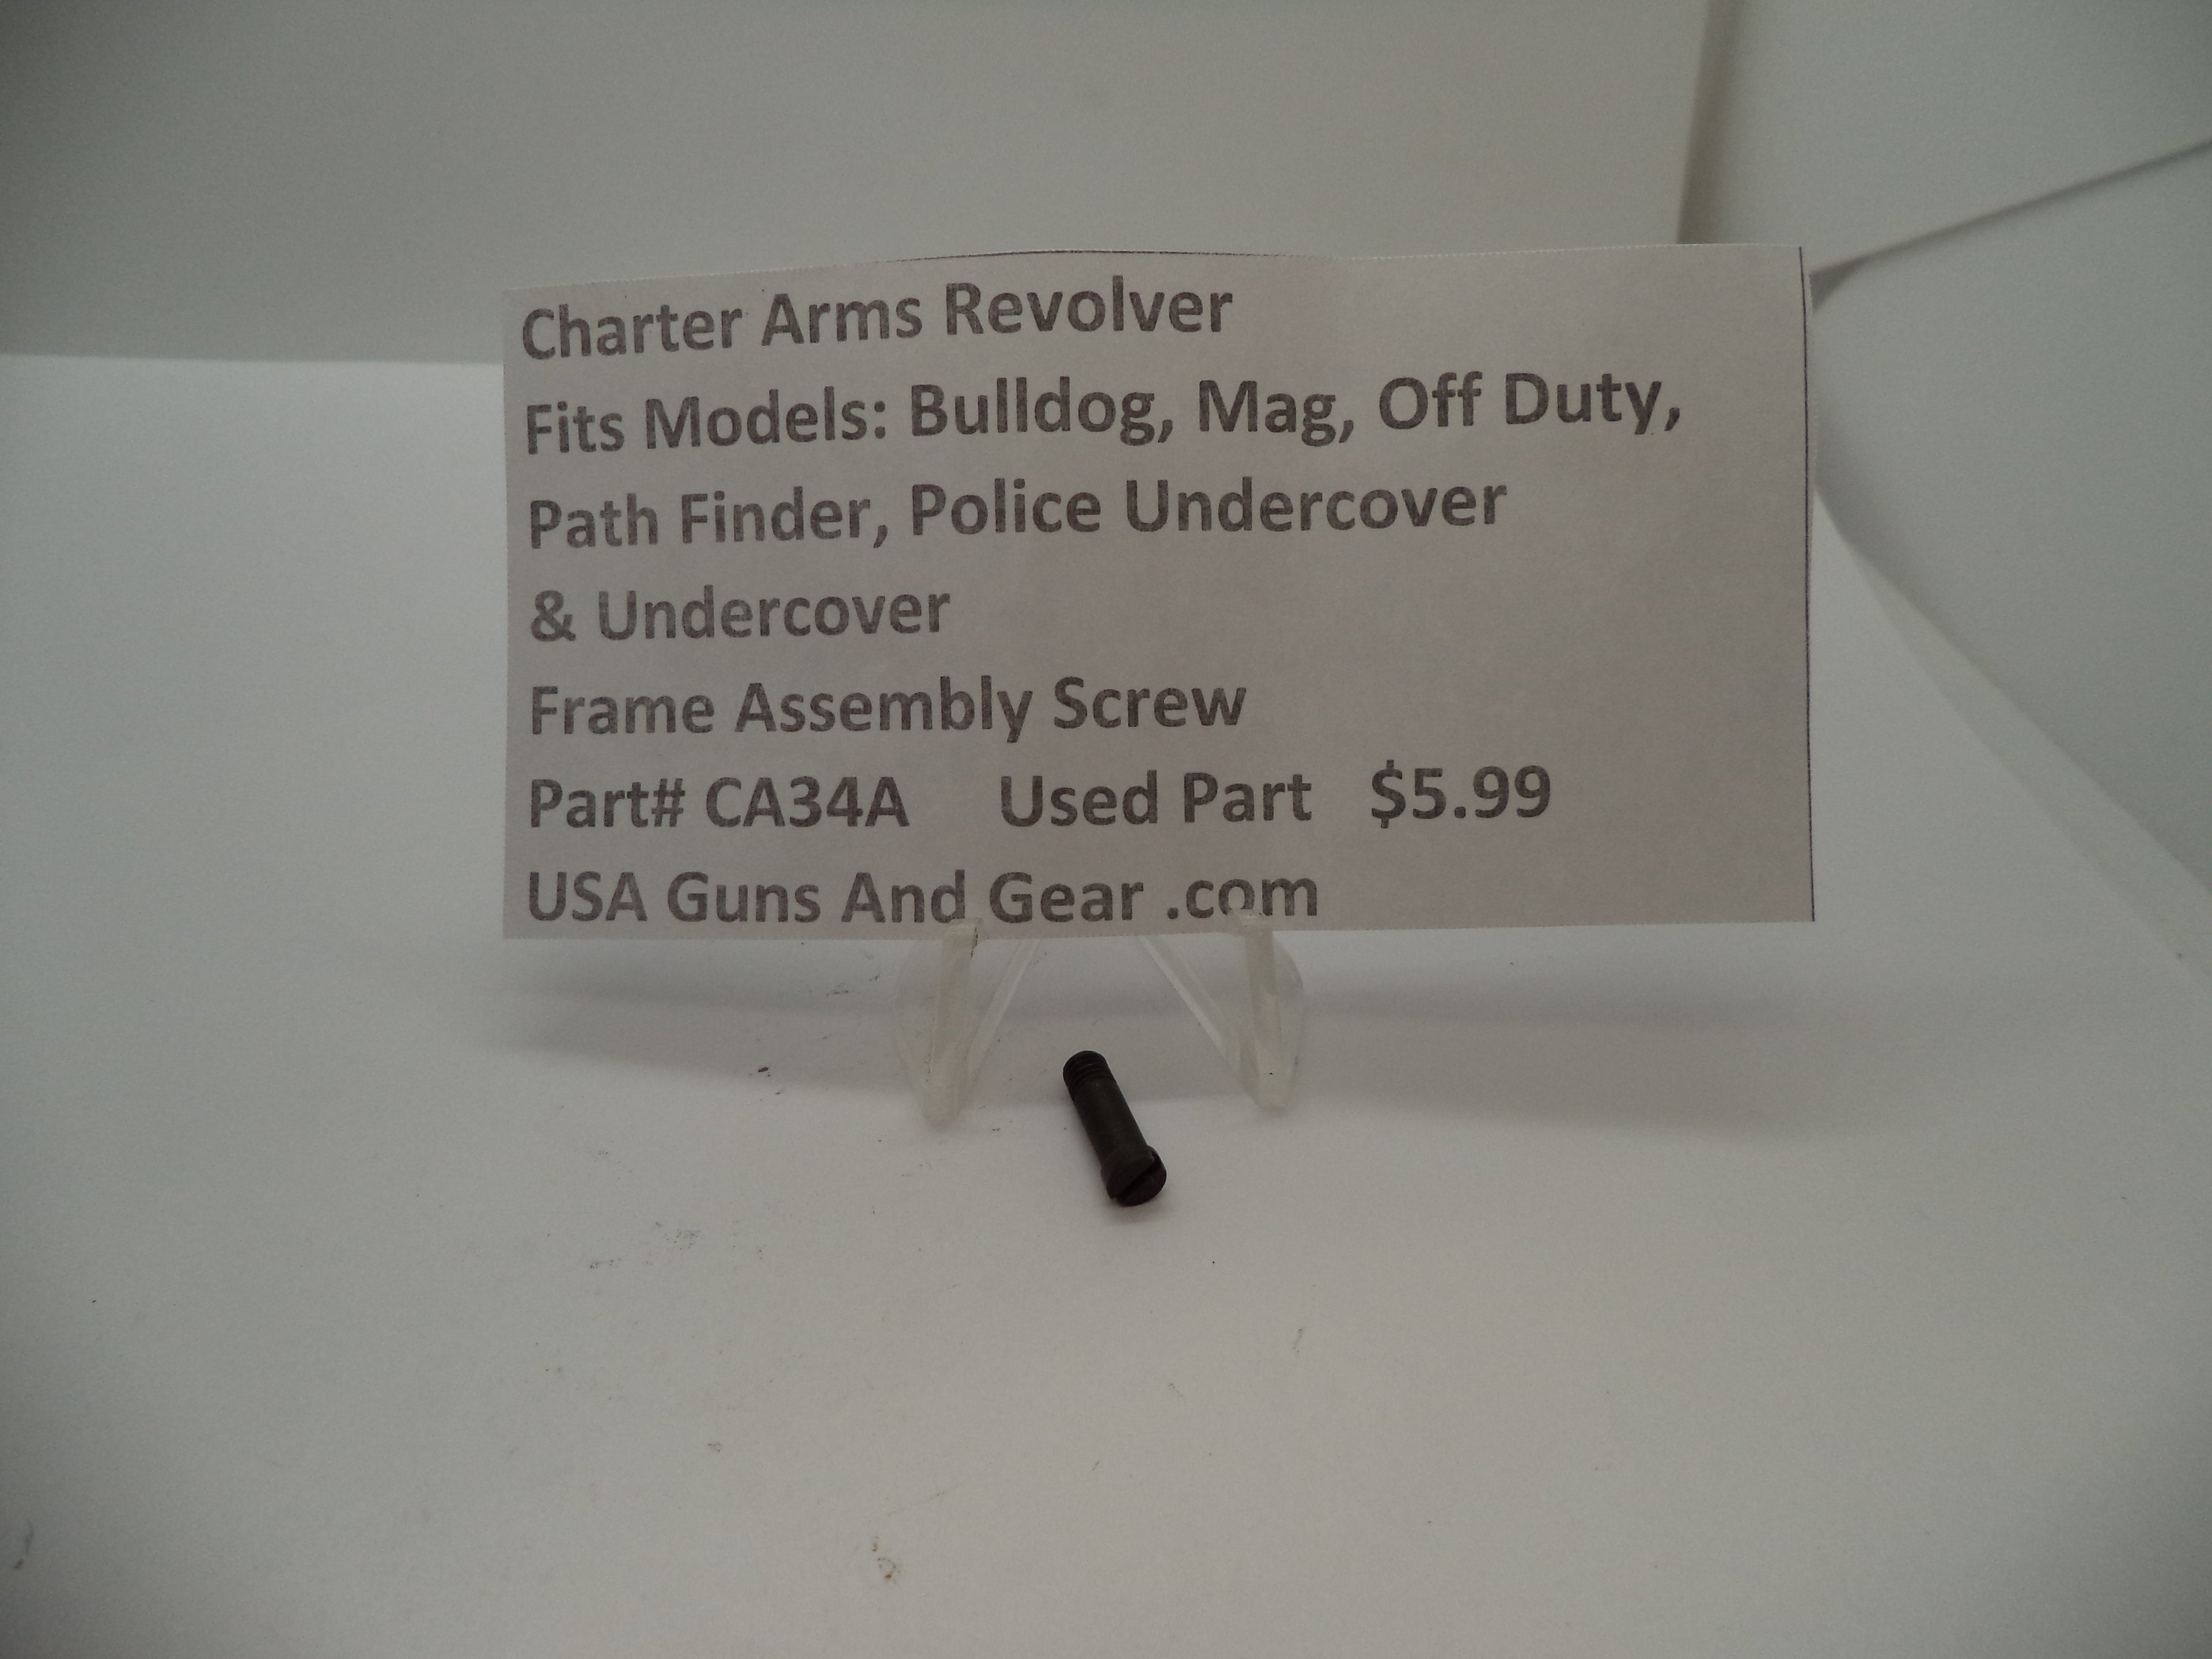 Charter Arms Revolver
Fits Models: Bulldog, Mag, Off Duty,
Path Finder, Police Undercover
& Undercover
Frame Assembly Screw
Part# CA34A Used Part $5.99
USA Guns And Gear .com